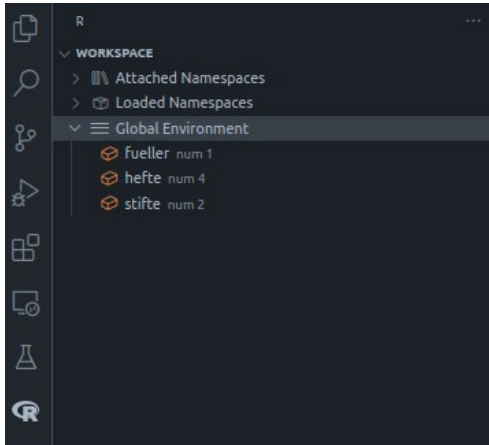 R
WORKSPACE
Attached Namespaces
Loaded Namespaces
Global Environment
fueller num 1
hefte num 4
stifte num 2
R